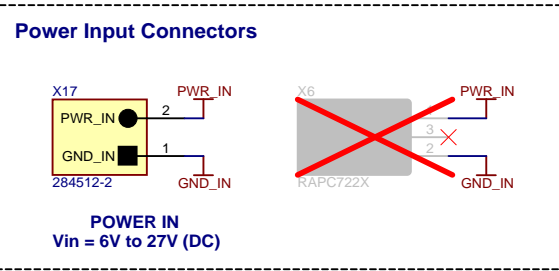 Power Input Connectors
X17
PWR_IN
PWR_IN
2
GND_IN
1
284512-2
GND_IN
POWER IN
Vin = 6V to 27V (DC)
X6
PWR_IN
3
2
RAPC722X
GND_IN